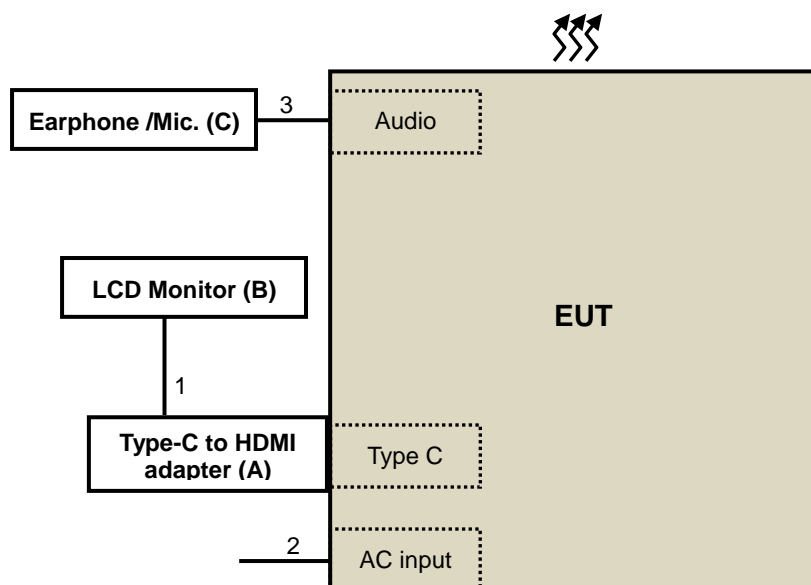 3
Earphone /Mic. (C)
Audio
LCD Monitor (B)
EUT
1
Type-C to HDMI
adapter (A)
Type C
2
AC input